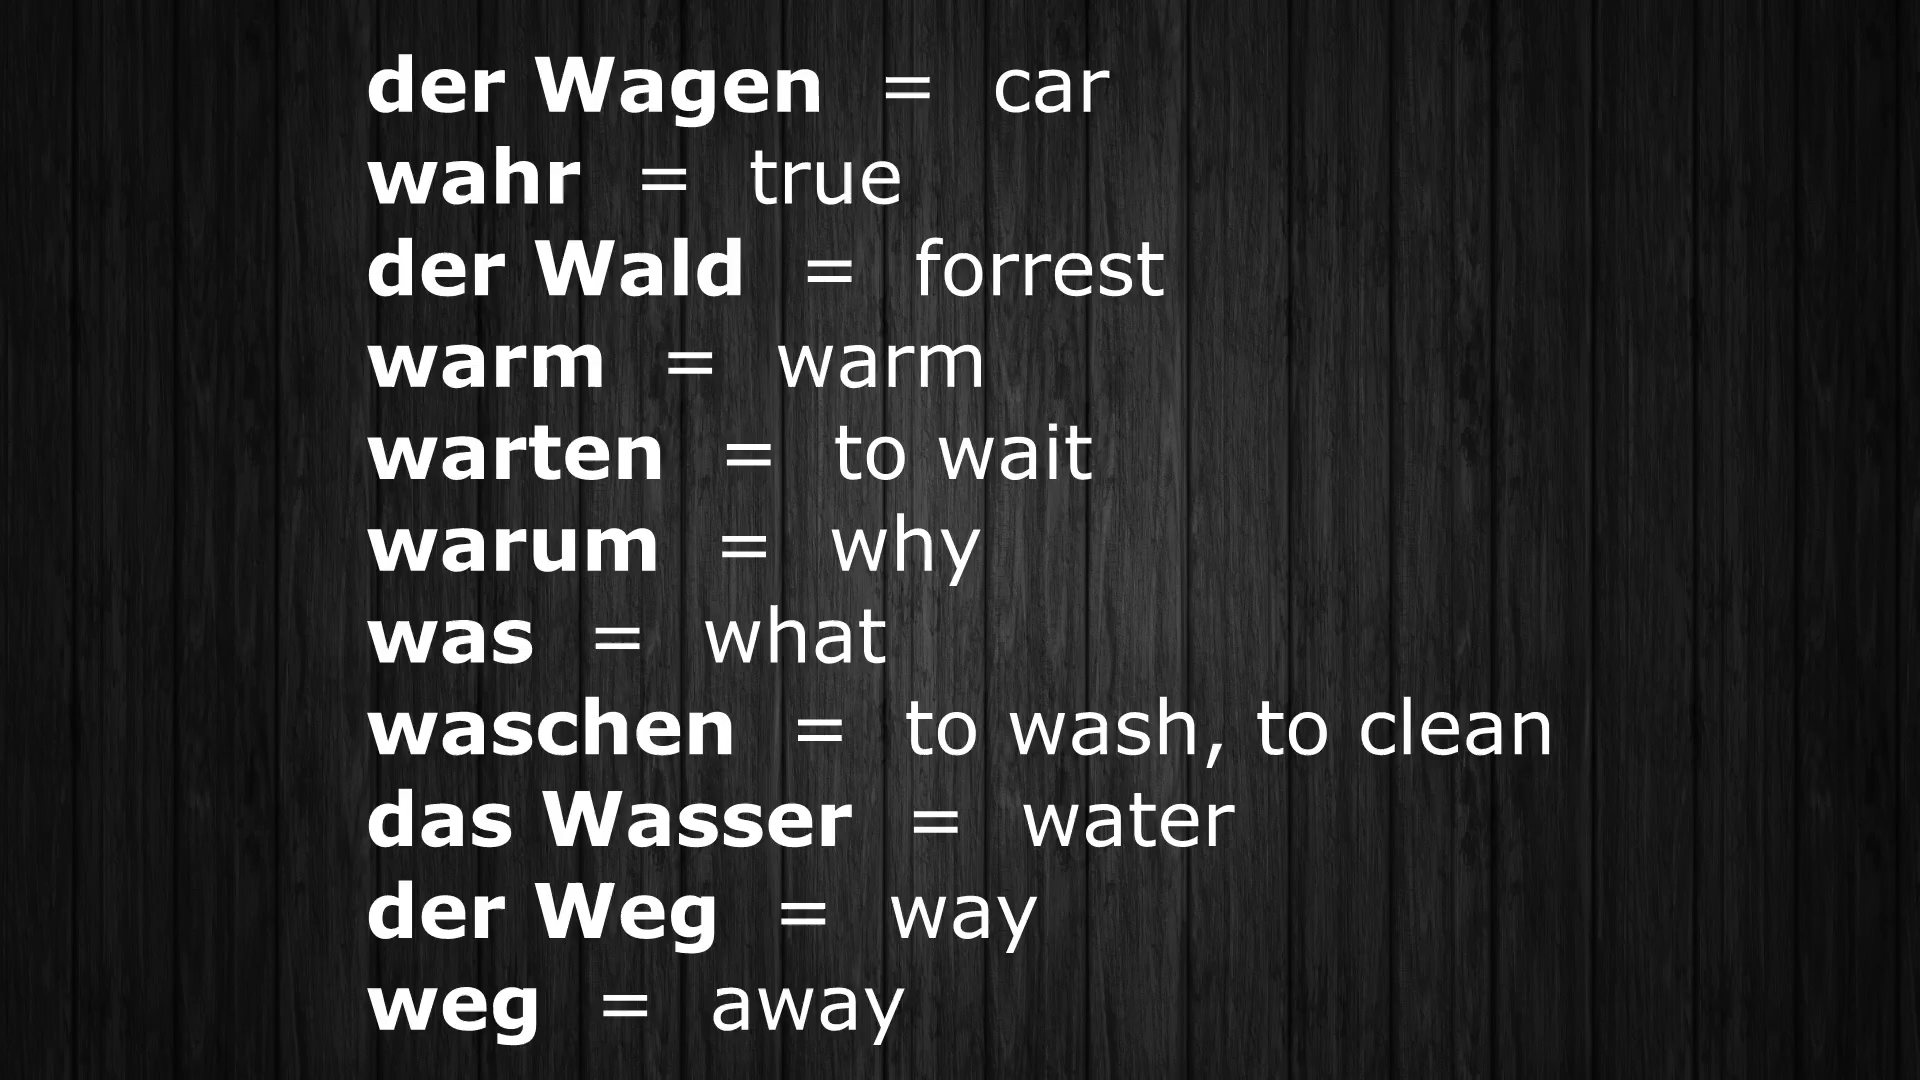 der Wagen = car
wahr = true
der Wald = forrest
warm = warm
warten = to wait
warum = why
was = what
waschen = to wash, to clean
das Wasser = water
der Weg = way
weg = away